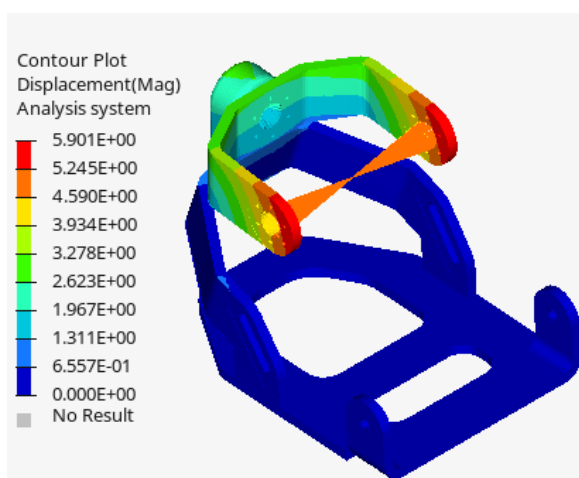 Contour Plot
Displacement(Mag)
Analysis system
5.901E+00
5.245E+00
4.590E+00
3.934E+00
3.278E+00
2.623E+00
1.967E+00
1.311E+00
6.557E-01
0.000E+00
No Result